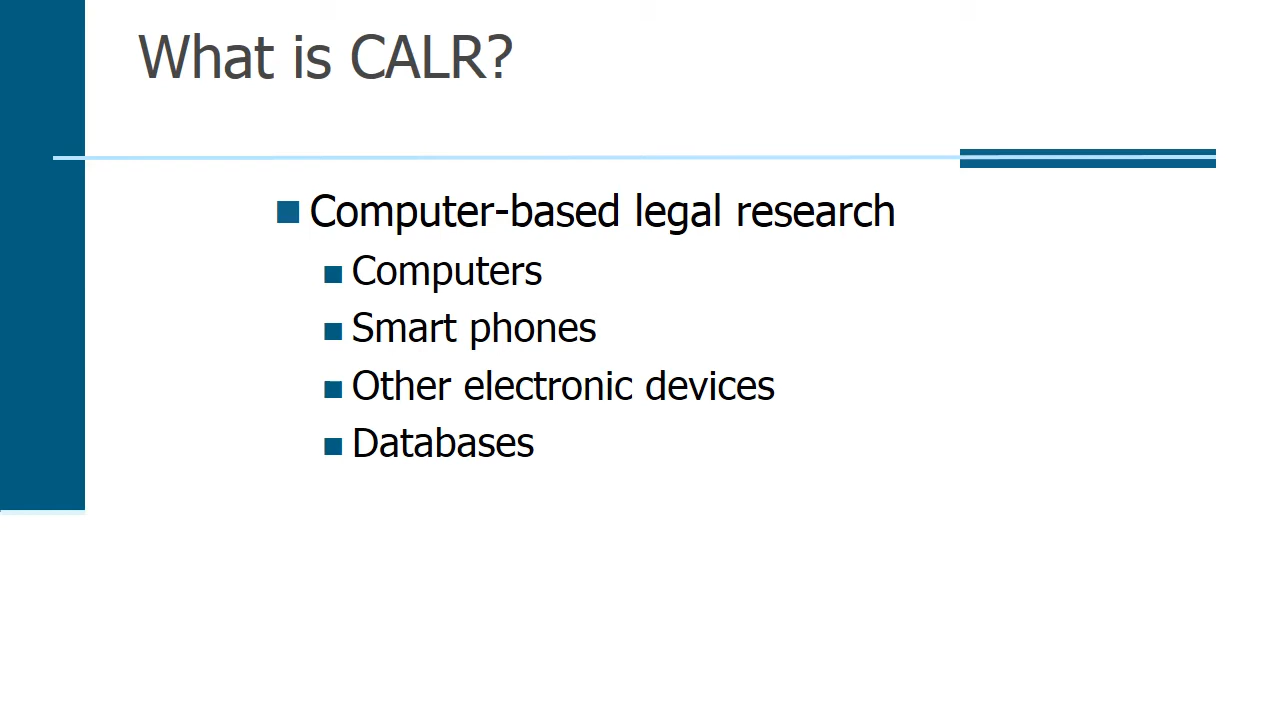 What is CALR?
Computer-based legal research
Computers
Smart phones
Other electronic devices
Databases